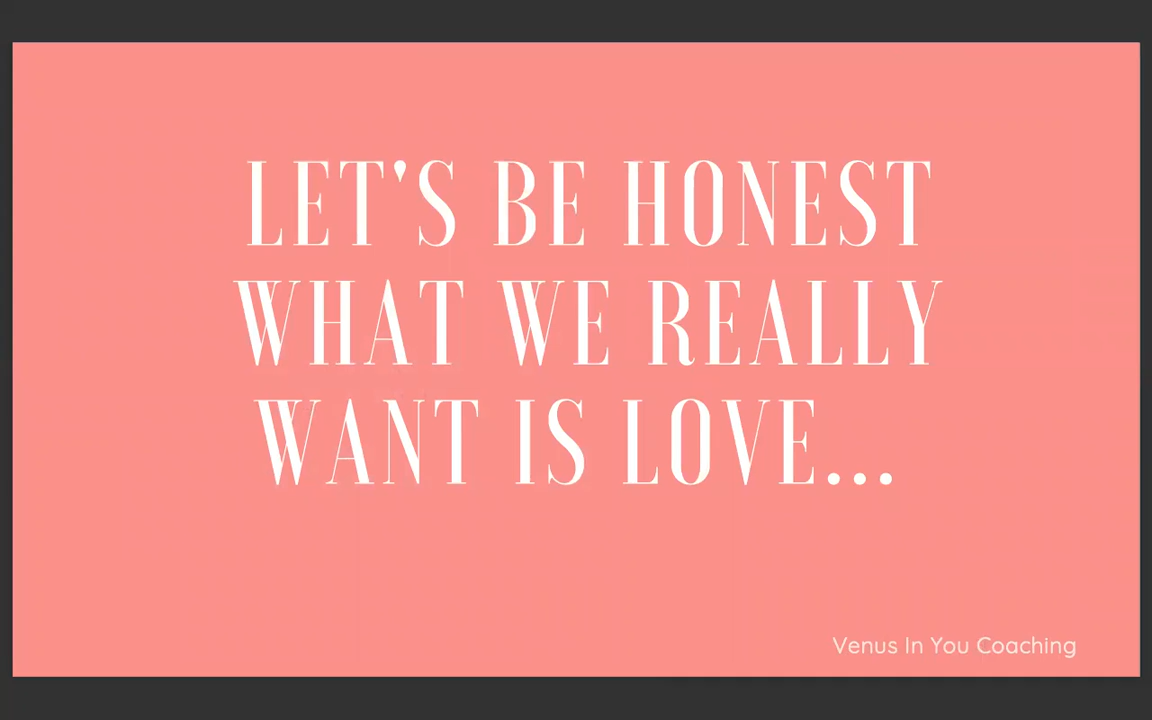 LET'S BE HONEST
WHAT WE REALLY
WANT IS LOVE...
Venus In You Coaching